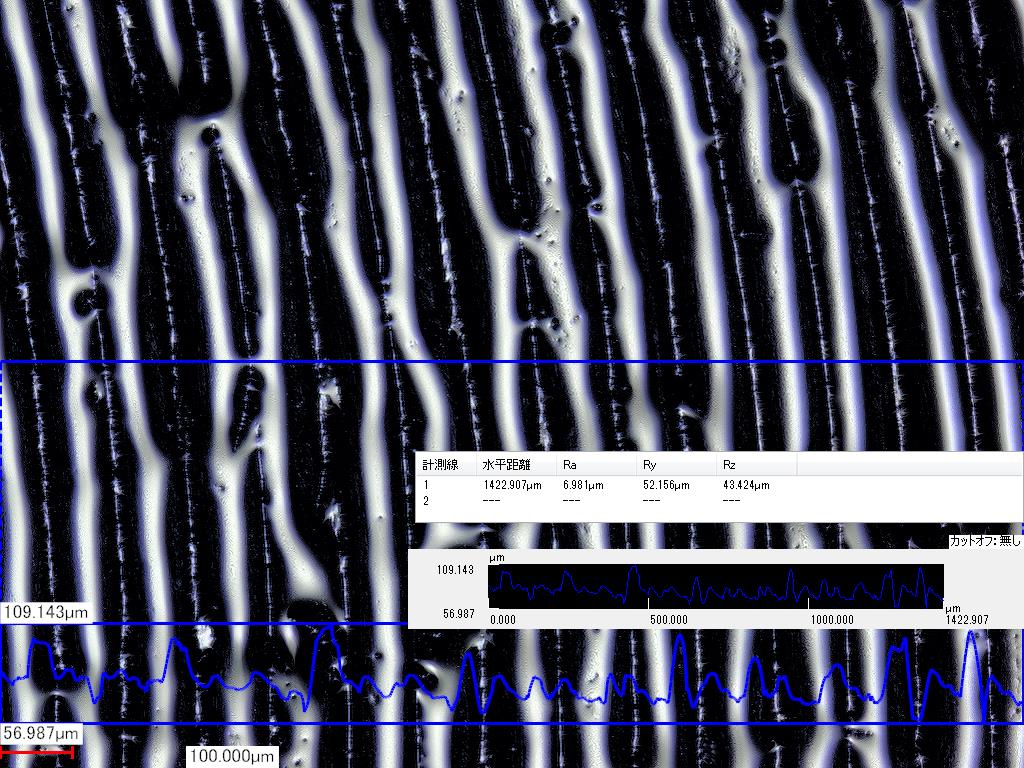 計測線 水平距離 Ra Ry Rz
1 1422.907μm 6.981μm 52.156μm 43.424μm
2 --- --- --- ---
カットオフ: 無し
μm
109.143
56.987
0.000 500.000 1000.000 1422.907
μm
109.143μm
56.987μm
100.000μm